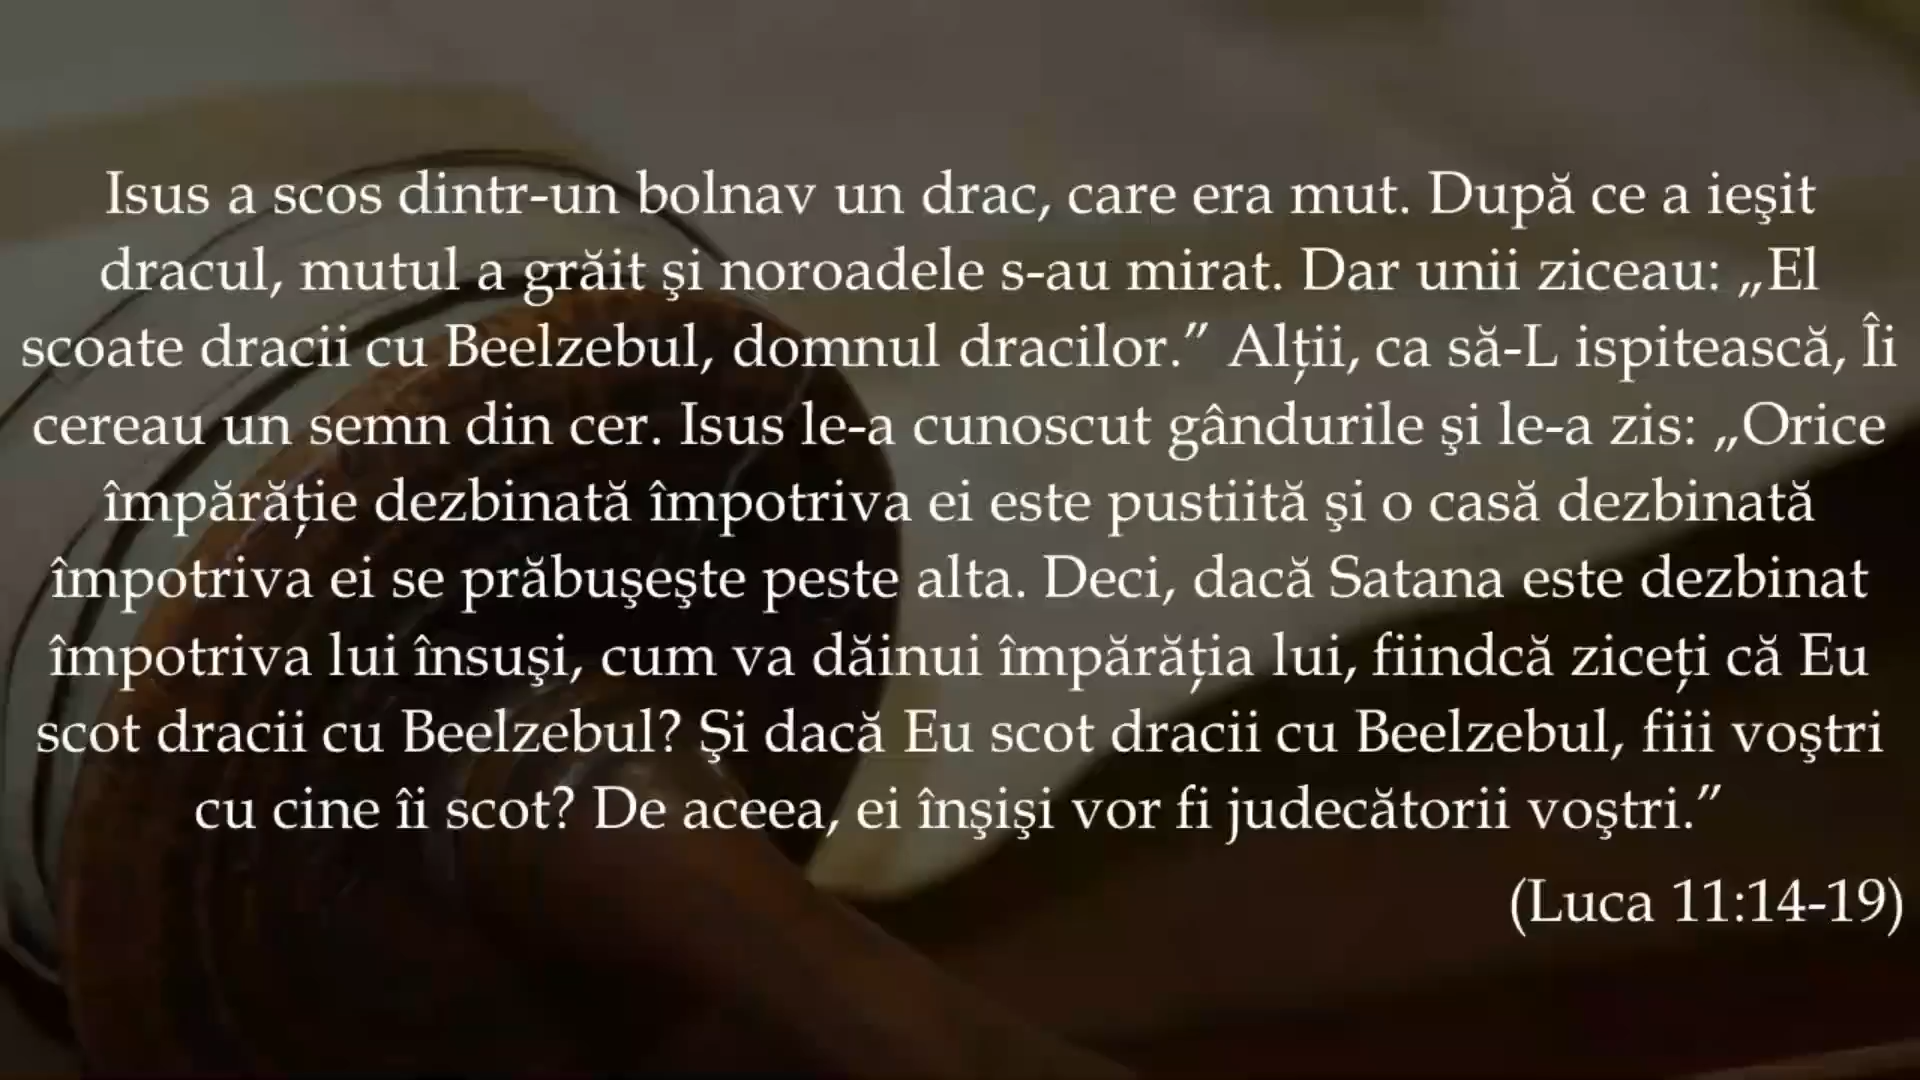 Isus a scos dintr-un bolnav un drac, care era mut. După ce a ieşit
dracul, mutul a grăit şi noroadele s-au mirat. Dar unii ziceau: „El
scoate dracii cu Beelzebul, domnul dracilor.” Alții, ca să-L ispitească, Îi
cereau un semn din cer. Isus le-a cunoscut gândurile şi le-a zis: „Orice
împărăție dezbinată împotriva ei este pustiită şi o casă dezbinată
împotriva ei se prăbuşeşte peste alta. Deci, dacă Satana este dezbinat
împotriva lui însuşi, cum va dăinui împărăția lui, fiindcă ziceți că Eu
scot dracii cu Beelzebul? Şi dacă Eu scot dracii cu Beelzebul, fiii voştri
cu cine îi scot? De aceea, ei înşişi vor fi judecătorii voştri.”
(Luca 11:14-19)